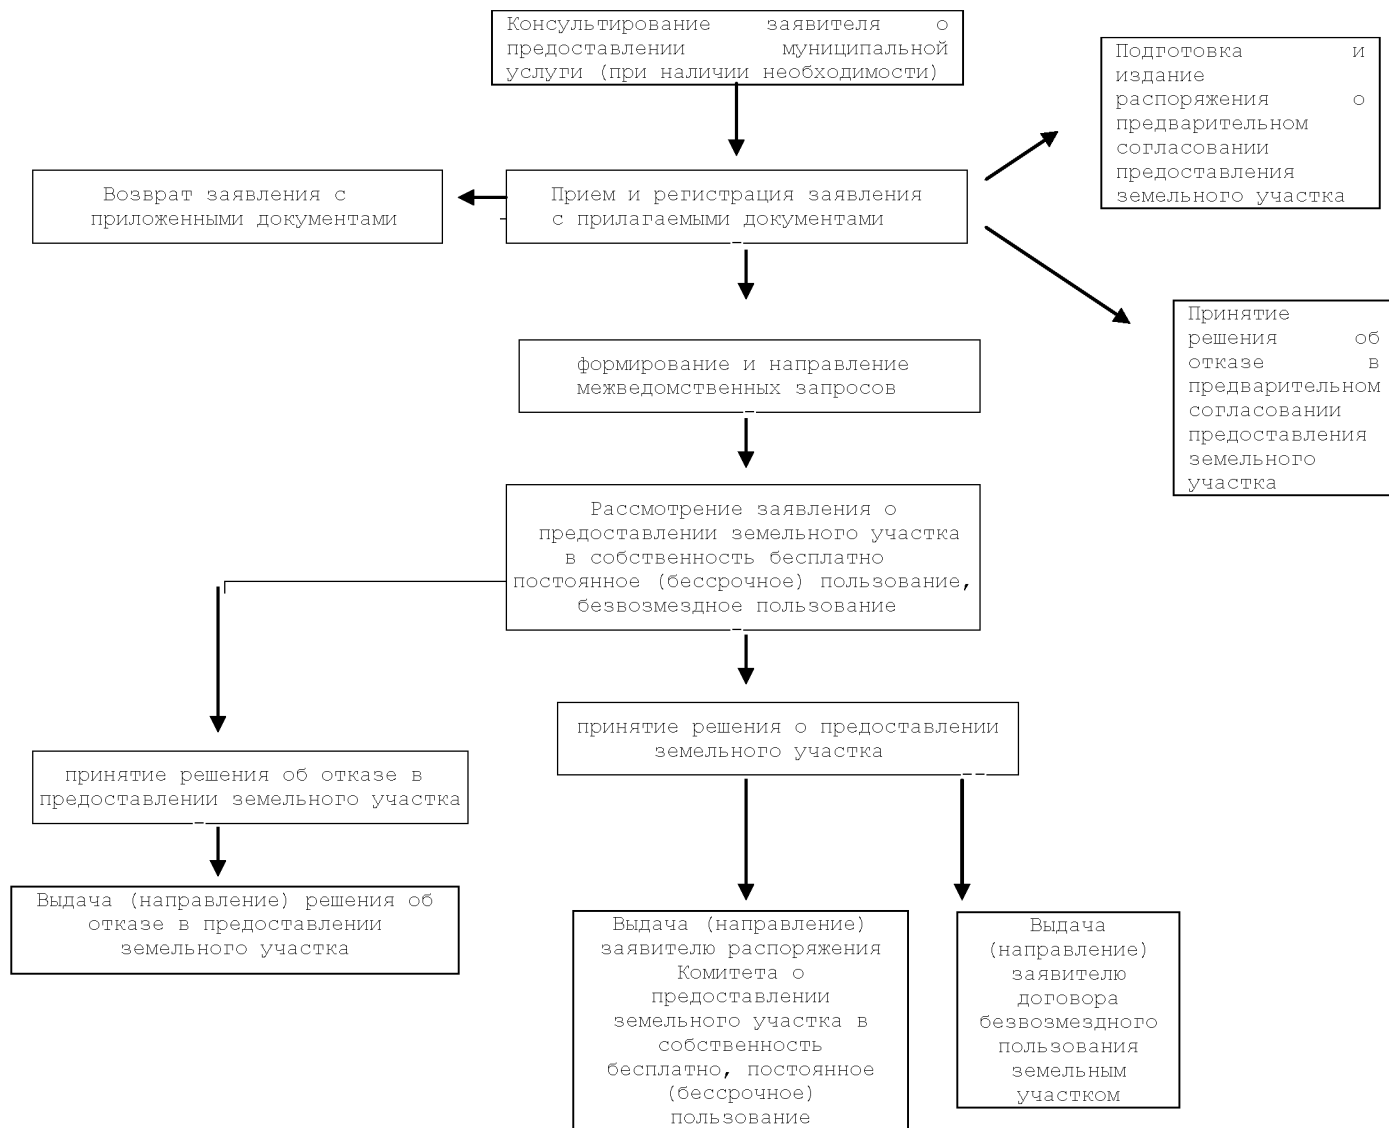 Консультирование заявителя о
предоставлении муниципальной
услуги (при наличии необходимости)
Подготовка и
издание
распоряжения о
предварительном
согласовании
предоставления
земельного участка
Возврат заявления с
приложенными документами
Прием и регистрация заявления
с прилагаемыми документами
Принятие
решения об
отказе в
предварительном
согласовании
предоставления
земельного
участка
формирование и направление
межведомственных запросов
Рассмотрение заявления о
предоставлении земельного участка
в собственность бесплатно
постоянное (бессрочное) пользование,
безвозмездное пользование
принятие решения о предоставлении
земельного участка
принятие решения об отказе в
предоставлении земельного участка
Выдача (направление) решения об
отказе в предоставлении
земельного участка
Выдача (направление)
заявителю распоряжения
Комитета о
предоставлении
земельного участка в
собственность
бесплатно, постоянное
(бессрочное)
пользование
Выдача
(направление)
заявителю
договора
безвозмездного
пользования
земельным
участком